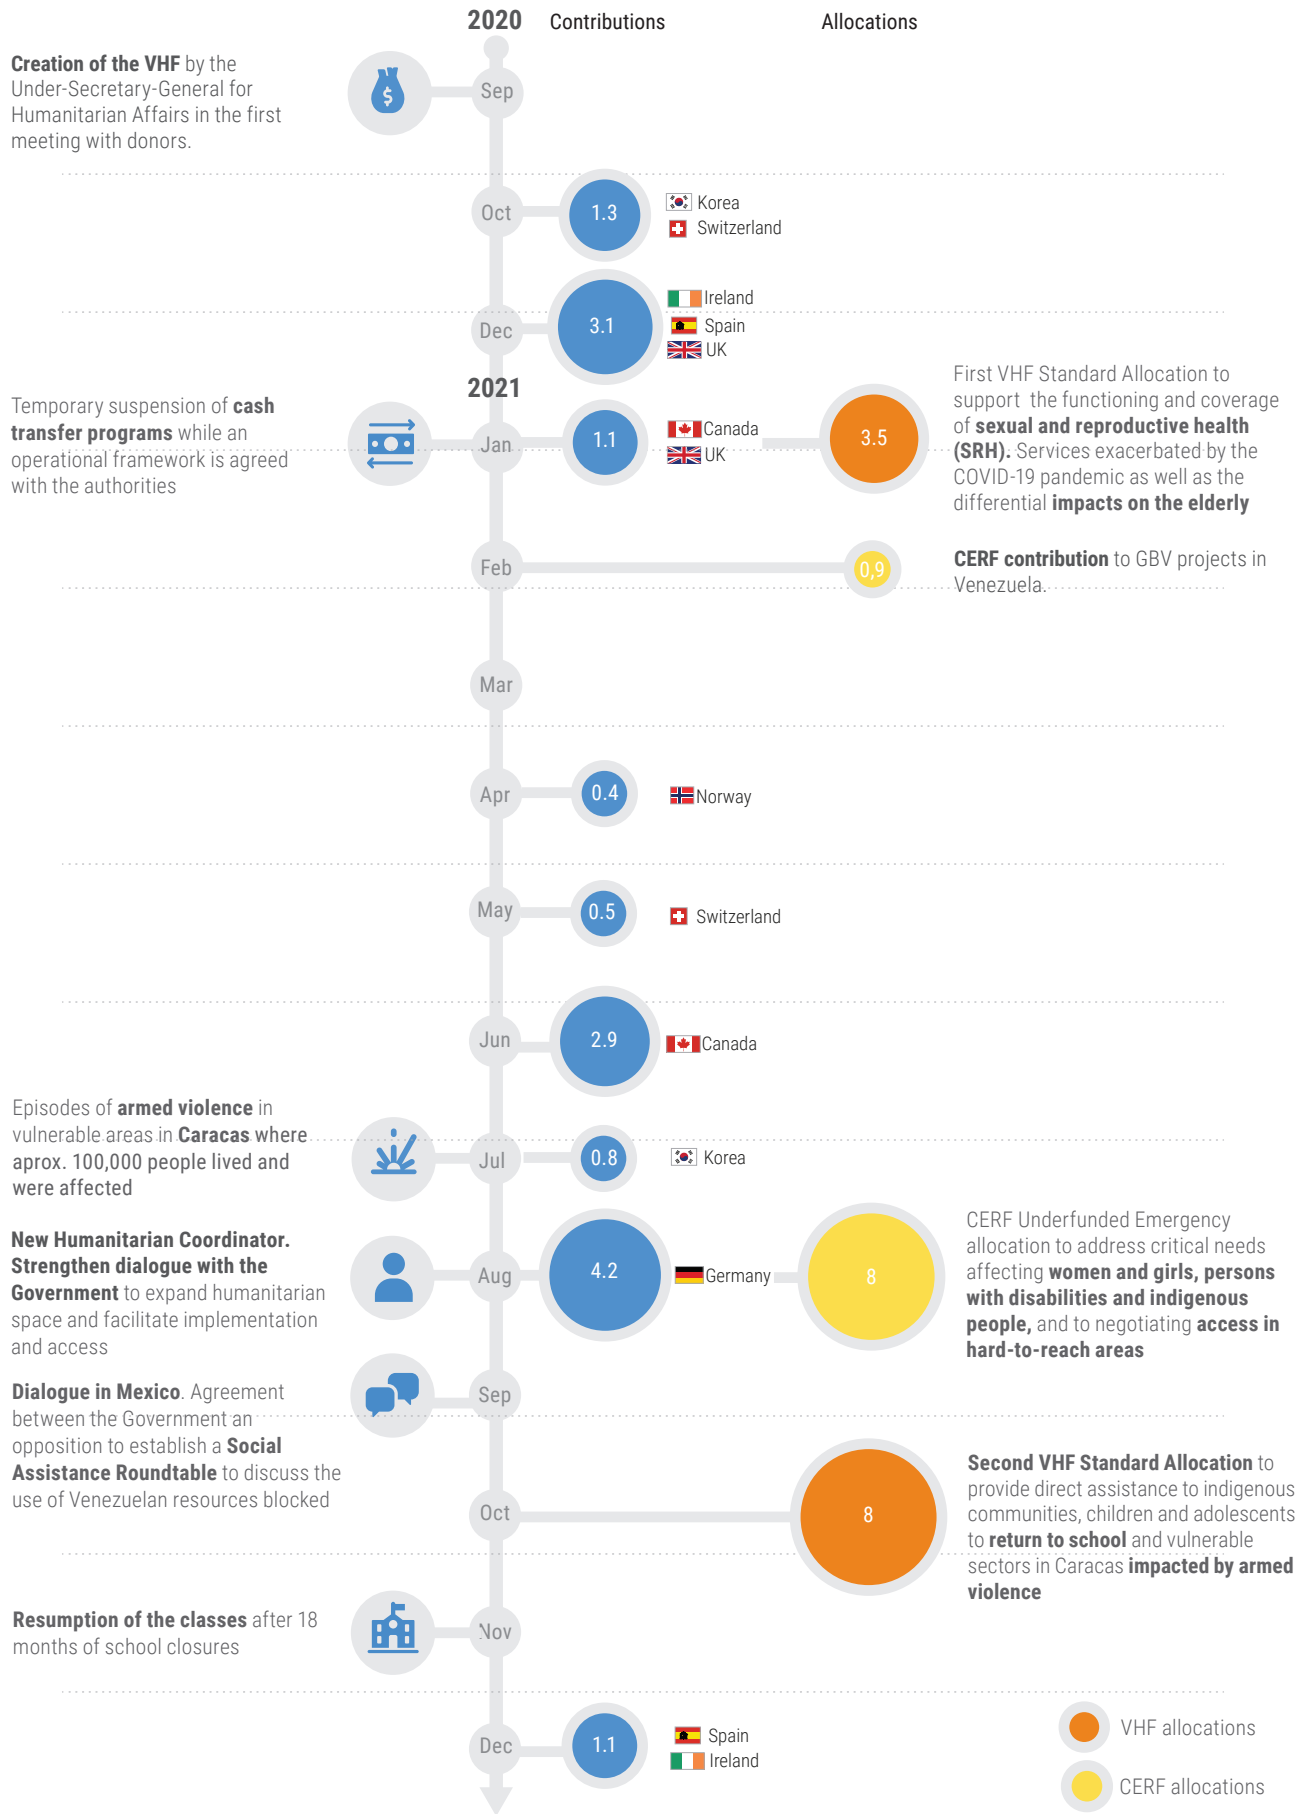 2020 Contributions Allocations
Creation of the VHF by the
Under-Secretary-General for
Humanitarian Affairs in the first
meeting with donors.
$
Sep
Oct
1.3
Korea
Switzerland
Dec
3.1
Ireland
Spain
UK
2021
Temporary suspension of cash
transfer programs while an
operational framework is agreed
with the authorities
Jan
1.1
Canada
UK
3.5
First VHF Standard Allocation to
support the functioning and coverage
of sexual and reproductive health
(SRH). Services exacerbated by the
COVID-19 pandemic as well as the
differential impacts on the elderly
Feb
0,9
CERF contribution to GBV projects in
Venezuela.
Mar
Apr
0.4
Norway
May
0.5
Switzerland
Jun
2.9
Canada
Episodes of armed violence in
vulnerable areas in Caracas where
aprox. 100,000 people lived and
were affected
Jul
0.8
Korea
New Humanitarian Coordinator.
Strengthen dialogue with the
Government to expand humanitarian
space and facilitate implementation
and access
Aug
4.2
Germany
8
CERF Underfunded Emergency
allocation to address critical needs
affecting women and girls, persons
with disabilities and indigenous
people, and to negotiating access in
hard-to-reach areas
Dialogue in Mexico. Agreement
between the Government an
opposition to establish a Social
Assistance Roundtable to discuss the
use of Venezuelan resources blocked
Sep
Oct
8
Second VHF Standard Allocation to
provide direct assistance to indigenous
communities, children and adolescents
to return to school and vulnerable
sectors in Caracas impacted by armed
violence
Resumption of the classes after 18
months of school closures
Nov
Dec
1.1
Spain
Ireland
VHF allocations
CERF allocations